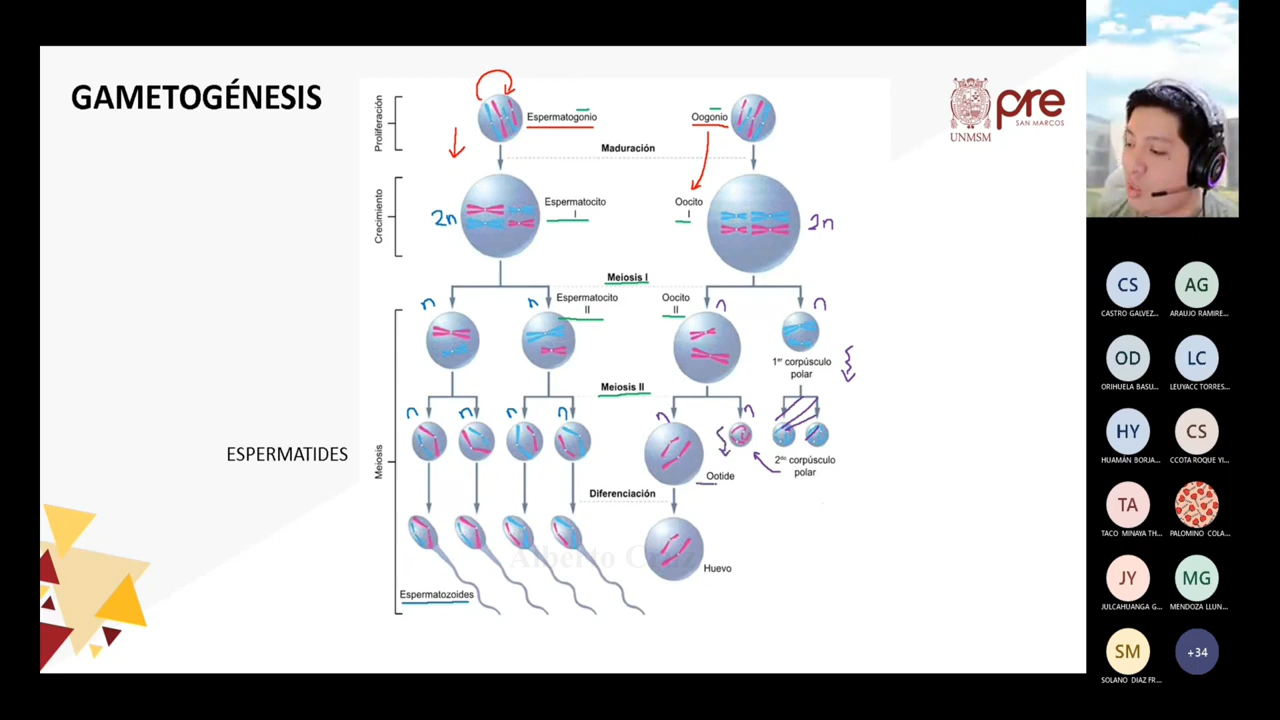 GAMETOGÉNESIS
Proliferación
Espermatogonio
Oogonio
Maduración
Crecimiento
2n
Espermatocito
I
Oocito
I
2n
Meiosis I
n
n
Espermatocito
II
Oocito
II
n
n
1er corpúsculo
polar
Meiosis II
n
n
n
n
n
n
ESPERMATIDES
Meiosis
Ootide
2do corpúsculo
polar
Diferenciación
Alberto Cruz
Huevo
Espermatozoides
UNMSM
pre
SAN MARCOS
CS
CASTRO GALVEZ...
AG
ARAUJO RAMIRE...
OD
ORIHUELA BASU...
LC
LEUYACC TORRES...
HY
HUAMÁN BORJA...
CS
CCOTA ROQUE YI...
TA
TACO MINAYA TH...
PALOMINO COLA...
JY
JULCAHUANGA G...
MG
MENDOZA LLUN...
SM
SOLANO DIAZ FR...
+34